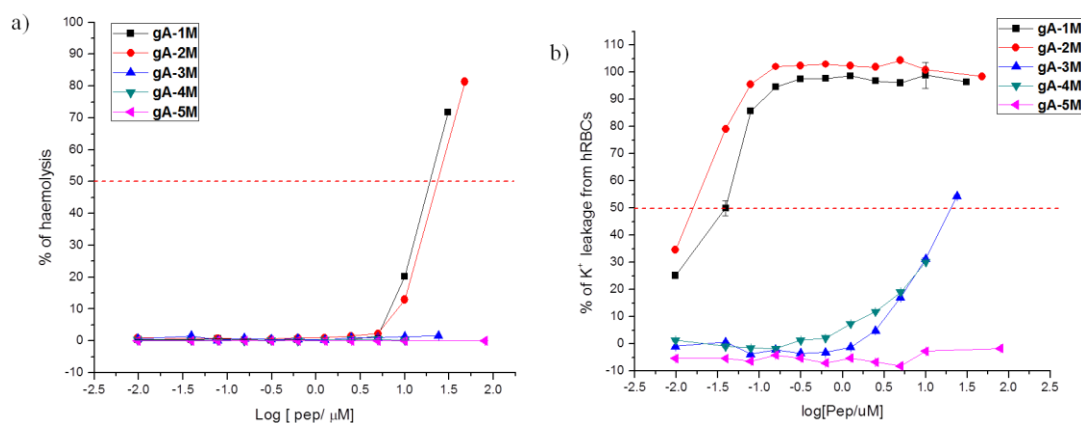 a)
gA-1M
gA-2M
gA-3M
gA-4M
gA-5M
% of haemolysis
100
90
80
70
60
50
40
30
20
10
0
-10
-2.5 -2.0 -1.5 -1.0 -0.5 0.0 0.5 1.0 1.5 2.0
Log [ pep/ μM]
b)
gA-1M
gA-2M
gA-3M
gA-4M
gA-5M
% of K⁺ leakage from hRBCs
110
100
90
80
70
60
50
40
30
20
10
0
-10
-2.5 -2.0 -1.5 -1.0 -0.5 0.0 0.5 1.0 1.5 2.0 2.5
log[Pep/uM]